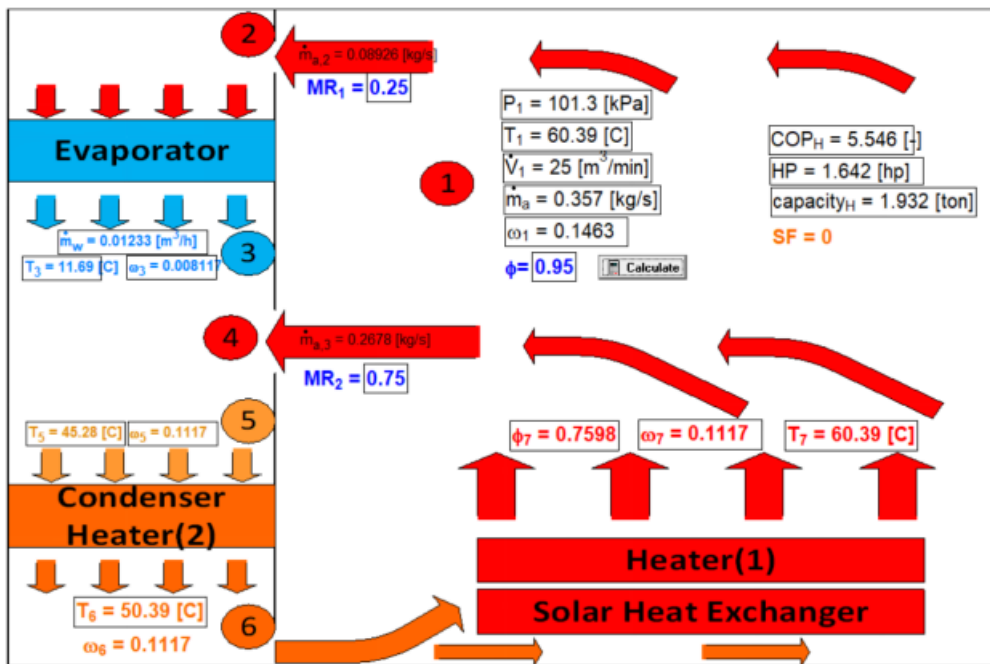 2
ṁa,2 = 0.08926 [kg/s]
MR1 = 0.25
P1 = 101.3 [kPa]
T1 = 60.39 [C]
V̇1 = 25 [m³/min]
ṁa = 0.357 [kg/s]
ω1 = 0.1463
ϕ= 0.95
Calculate
1
COPH = 5.546 [-]
HP = 1.642 [hp]
capacityH = 1.932 [ton]
SF = 0
Evaporator
ṁw = 0.01233 [m³/h]
T3 = 11.69 [C] ω3 = 0.008117
3
4
ṁa,3 = 0.2678 [kg/s]
MR2 = 0.75
5
T5 = 45.28 [C] ω5 = 0.1117
ϕ7 = 0.7598 ω7 = 0.1117 T7 = 60.39 [C]
Condenser
Heater(2)
Heater(1)
Solar Heat Exchanger
T6 = 50.39 [C]
ω6 = 0.1117
6